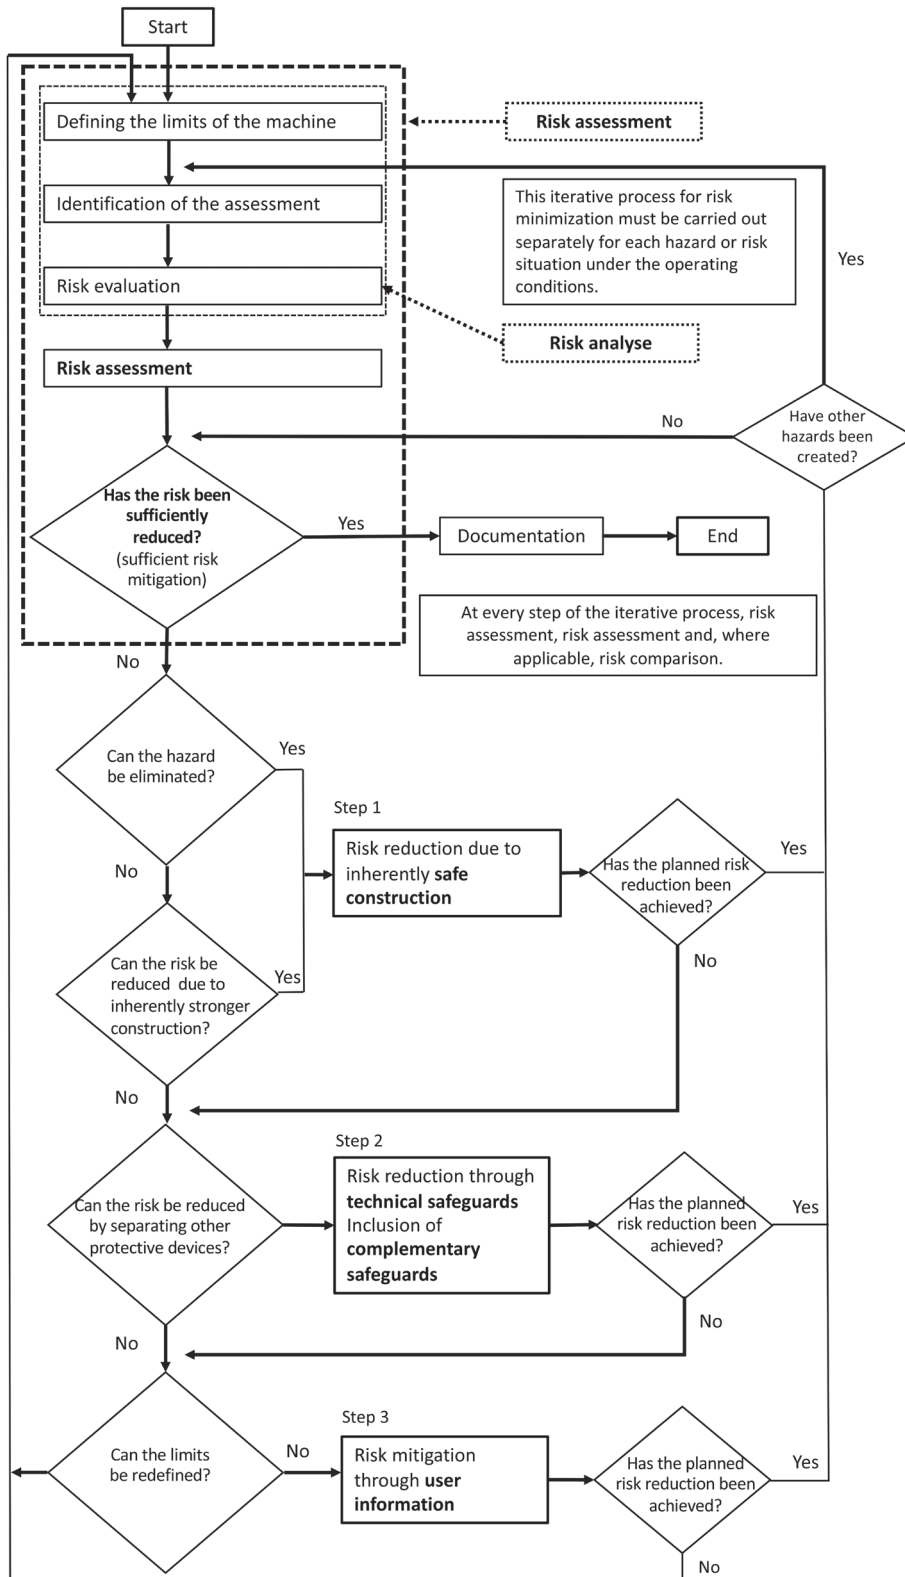 Start
Defining the limits of the machine
Risk assessment
Identification of the assessment
This iterative process for risk
minimization must be carried out
separately for each hazard or risk
situation under the operating
conditions.
Yes
Risk evaluation
Risk analyse
Risk assessment
No
Have other
hazards been
created?
Has the risk been
sufficiently
reduced?
(sufficient risk
mitigation)
Yes
Documentation
End
At every step of the iterative process, risk
assessment, risk assessment and, where
applicable, risk comparison.
No
Can the hazard
be eliminated?
Yes
Step 1
Risk reduction due to
inherently safe
construction
Has the planned risk
reduction been
achieved?
Yes
No
No
Can the risk be
reduced due to
inherently stronger
construction?
Yes
No
Step 2
Can the risk be reduced
by separating other
protective devices?
Risk reduction through
technical safeguards
Inclusion of
complementary
safeguards
Has the planned
risk reduction been
achieved?
Yes
No
No
Step 3
Can the limits
be redefined?
No
Risk mitigation
through user
information
Has the planned
risk reduction been
achieved?
Yes
No